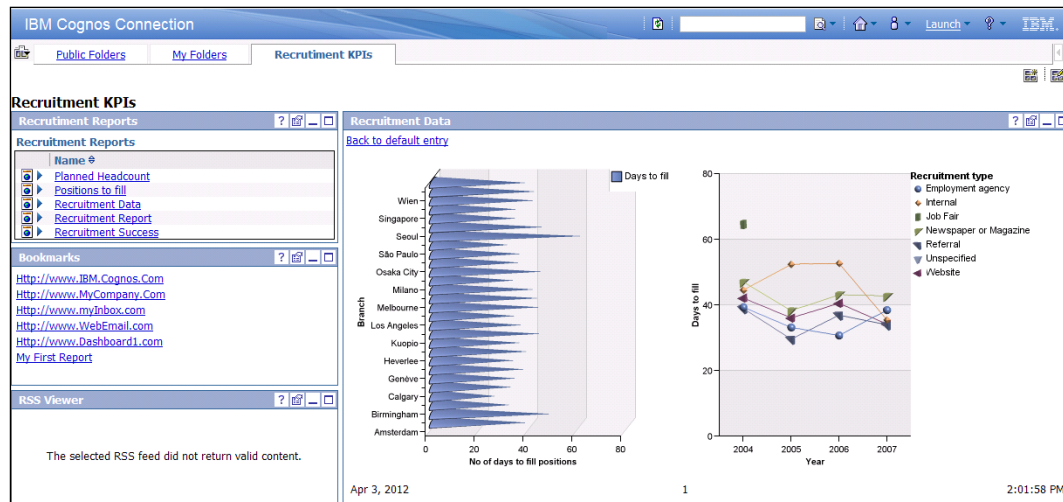 IBM Cognos Connection
Launch
IBM.
Public Folders
My Folders
Recrutiment KPIs
Recruitment KPIs
Recrutiment Reports
Recruitment Reports
Name
Planned Headcount
Positions to fill
Recruitment Data
Recruitment Report
Recruitment Success
Bookmarks
Http://www.IBM.Cognos.Com
Http://www.MyCompany.Com
Http://www.myInbox.com
Http://www.WebEmail.com
Http://www.Dashboard1.com
My First Report
RSS Viewer
The selected RSS feed did not return valid content.
Recruitment Data
Back to default entry
Days to fill
Branch
Wien
Singapore
Seoul
São Paulo
Osaka City
Milano
Melbourne
Los Angeles
Kuopio
Heverlee
Genève
Calgary
Birmingham
Amsterdam
0 20 40 60 80
No of days to fill positions
Days to fill
80
60
40
20
0
2004 2005 2006 2007
Year
Recruitment type
Employment agency
Internal
Job Fair
Newspaper or Magazine
Referral
Unspecified
Website
Apr 3, 2012
1
2:01:58 PM